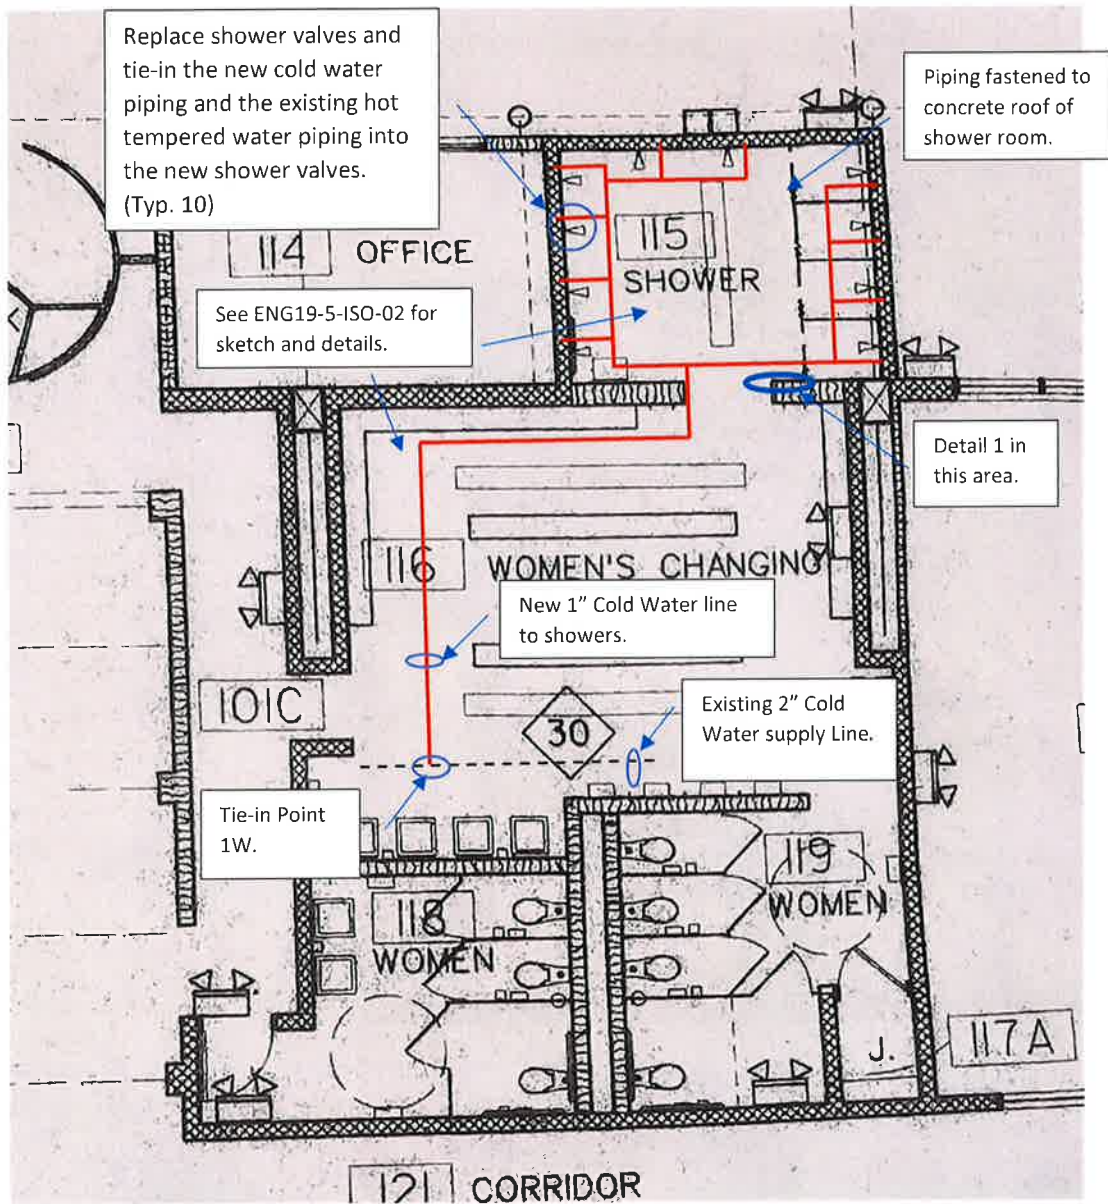 Replace shower valves and
tie-in the new cold water
piping and the existing hot
tempered water piping into
the new shower valves.
(Typ. 10)
Piping fastened to
concrete roof of
shower room.
114 OFFICE
115
SHOWER
See ENG19-5-ISO-02 for
sketch and details.
Detail 1 in
this area.
116 WOMEN'S CHANGING
New 1" Cold Water line
to showers.
101C
30
Existing 2" Cold
Water supply Line.
Tie-in Point
1W.
119
WOMEN
118
WOMEN
J.
117A
121 CORRIDOR